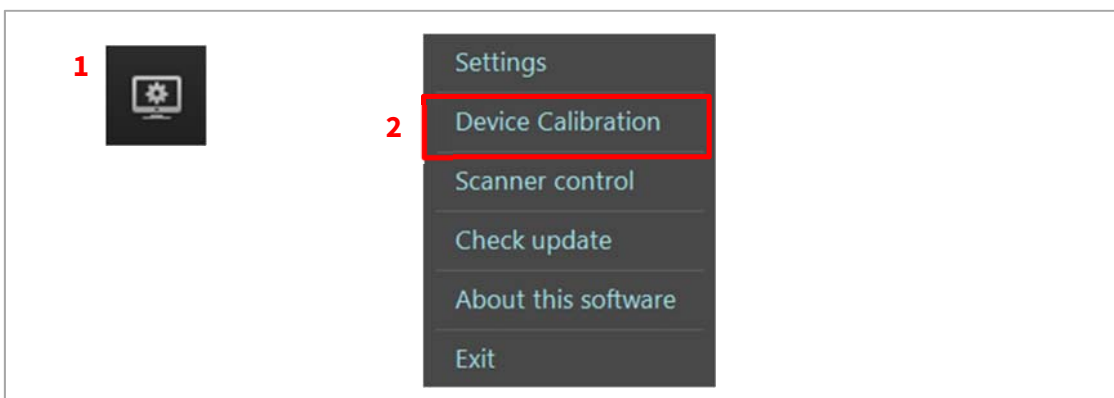 1
Settings
2
Device Calibration
Scanner control
Check update
About this software
Exit